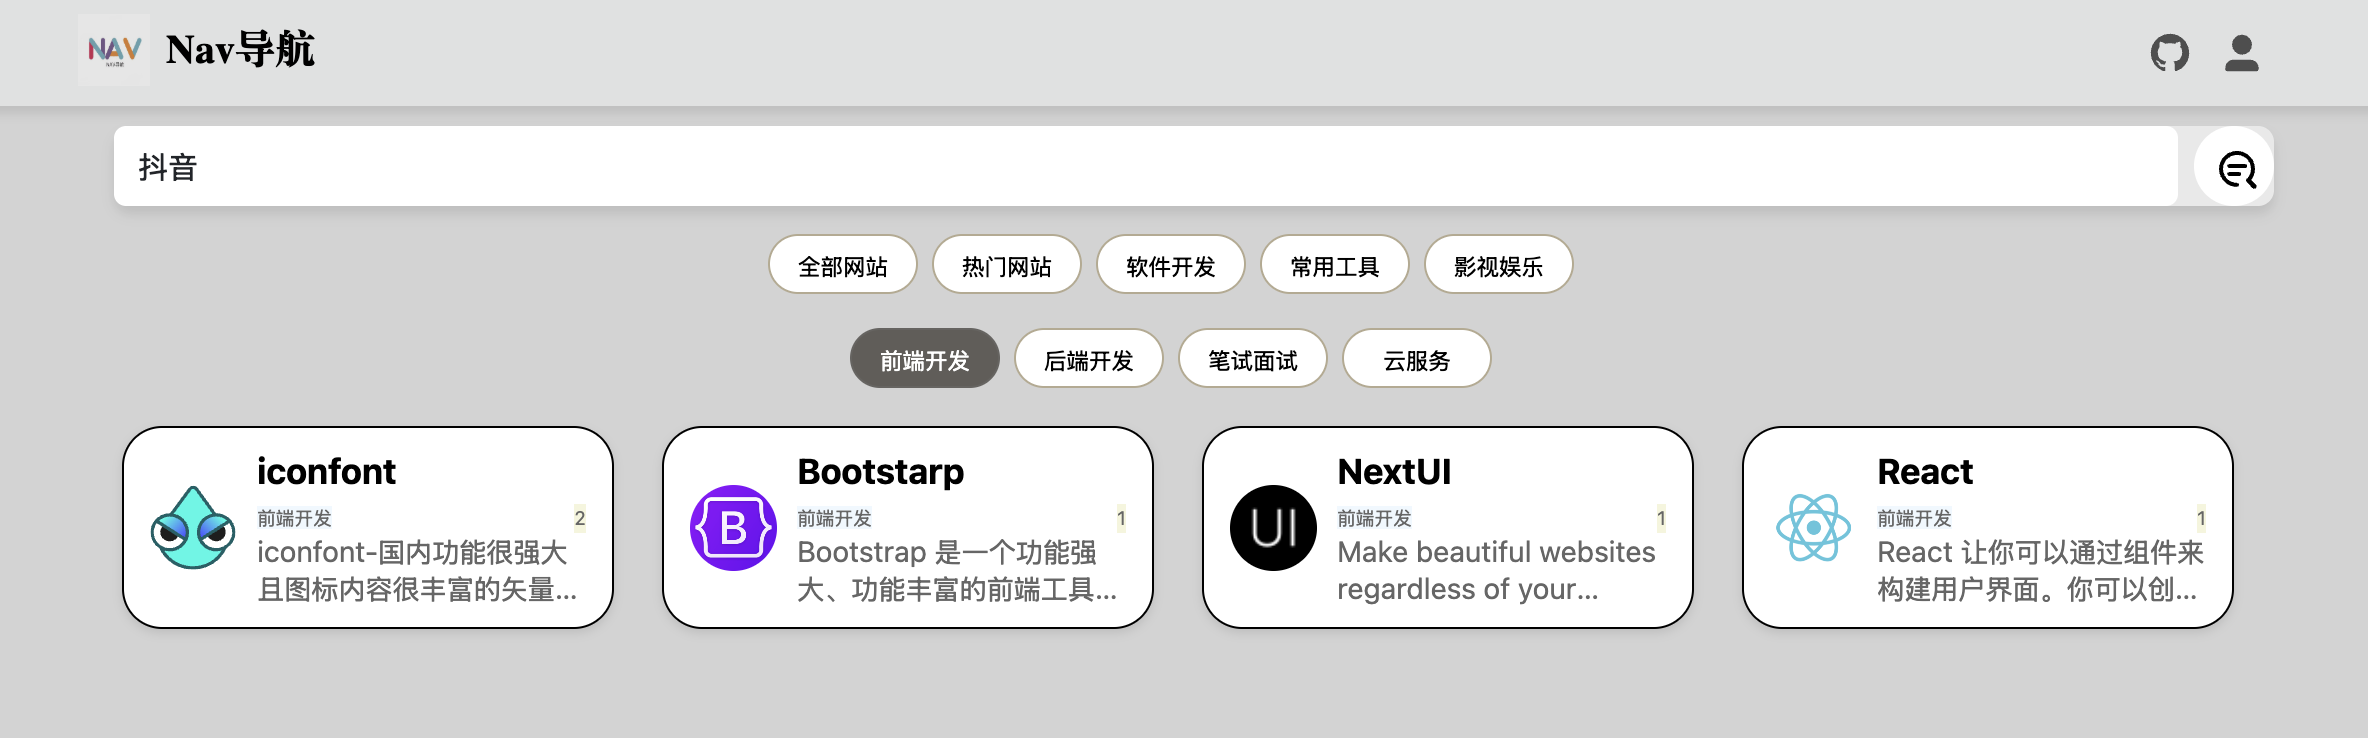 NAV
Nav导航
抖音
全部网站 热门网站 软件开发 常用工具 影视娱乐
前端开发 后端开发 笔试面试 云服务
iconfont
前端开发 2
iconfont-国内功能很强大
且图标内容很丰富的矢量...
B
Bootstarp
前端开发 1
Bootstrap 是一个功能强
大、功能丰富的前端工具...
UI
NextUI
前端开发 1
Make beautiful websites
regardless of your...
React
前端开发 1
React 让你可以通过组件来
构建用户界面。你可以创...